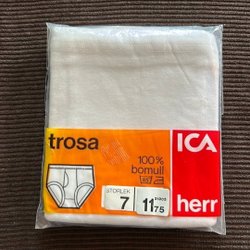 trosa
ICA
100%
bomull
STORLEK
7
11 75
herr